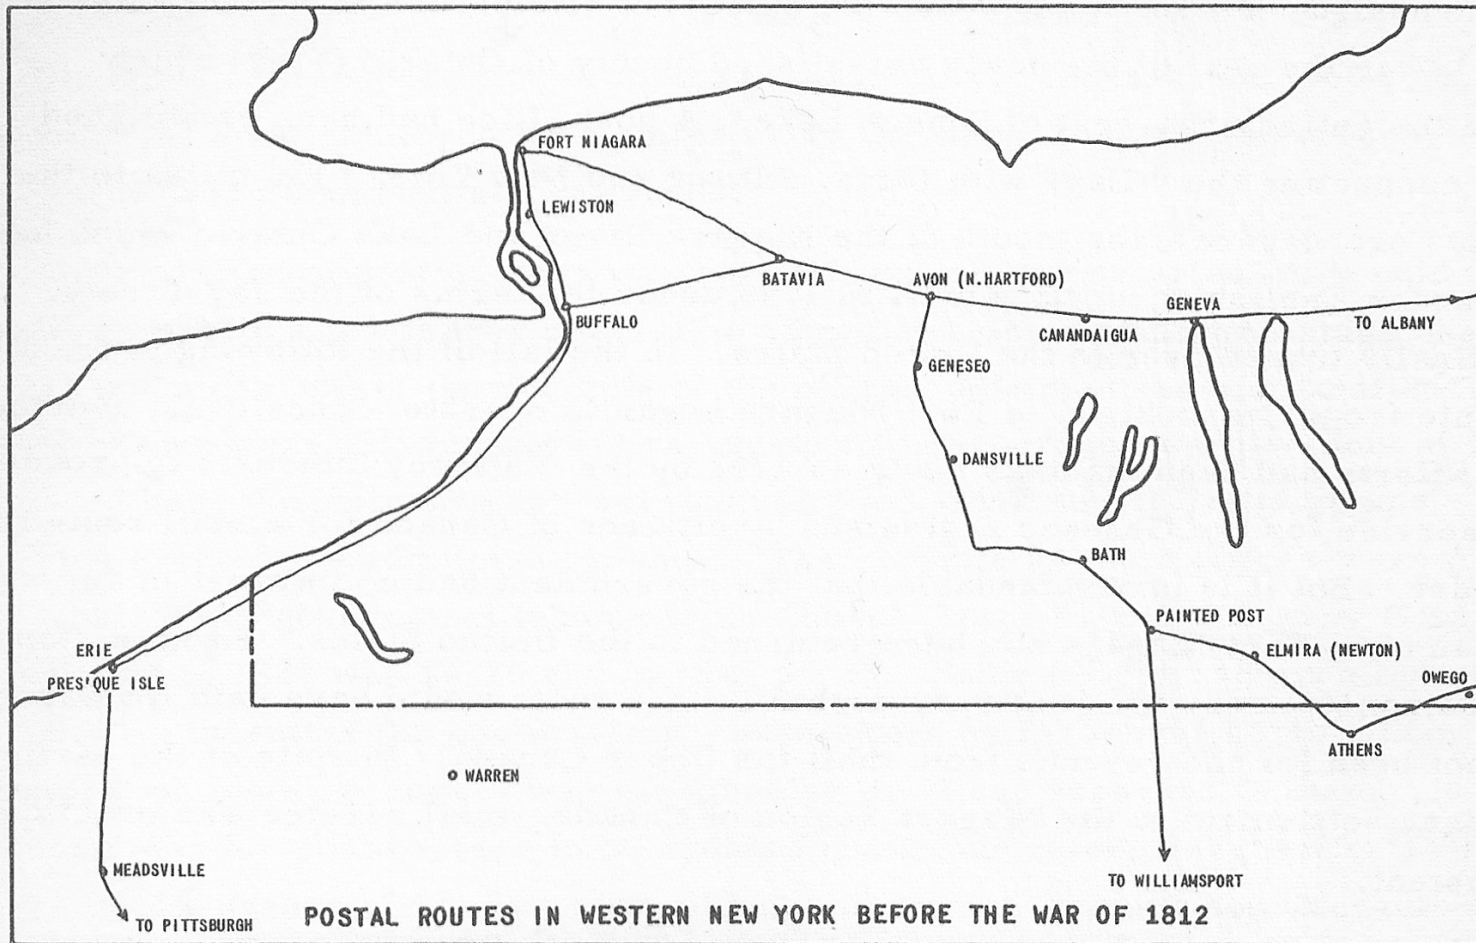 FORT NIAGARA
LEWISTON
BATAVIA
AVON (N.HARTFORD)
GENEVA
BUFFALO
CANANDAIGUA
TO ALBANY
GENESEO
DANSVILLE
BATH
PAINTED POST
ERIE
ELMIRA (NEWTON)
PRES'QUE ISLE
OWEGO
ATHENS
WARREN
MEADSVILLE
TO WILLIAMSPORT
TO PITTSBURGH
POSTAL ROUTES IN WESTERN NEW YORK BEFORE THE WAR OF 1812